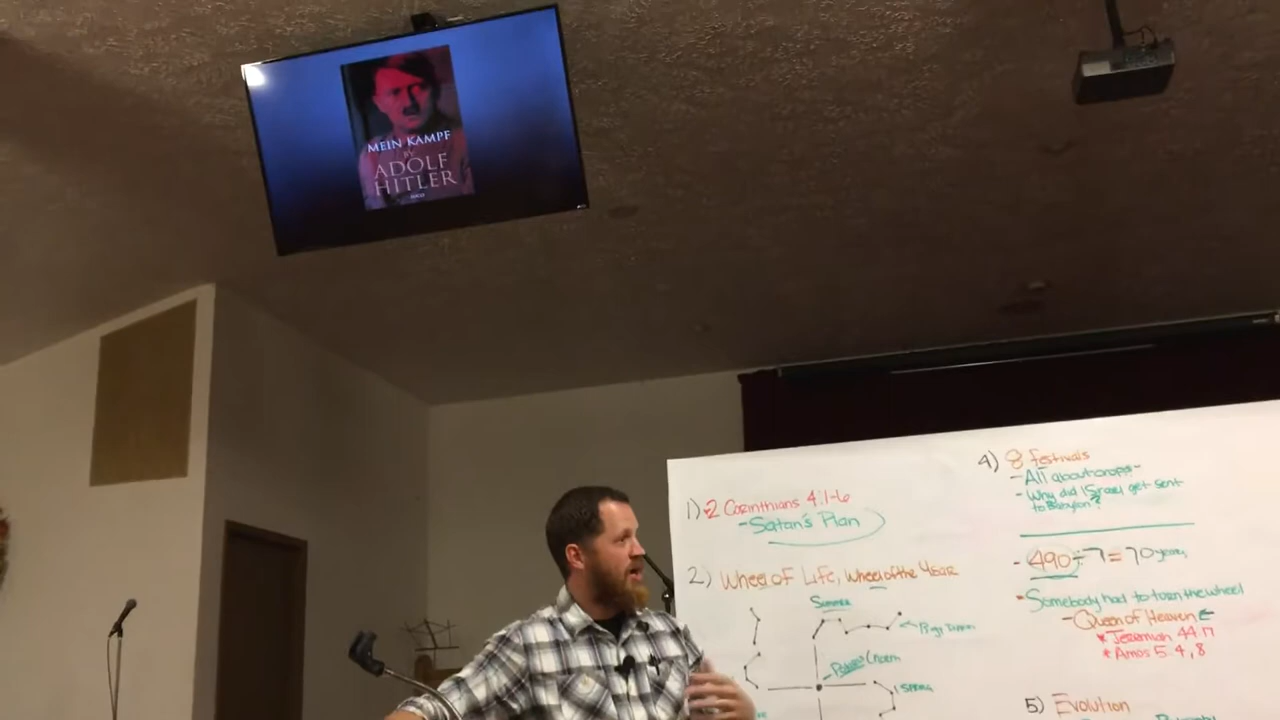 MEIN KAMPF
BY
ADOLF
HITLER
1) 2 Corinthians 4:1-6
-Satan's Plan
2) Wheel OF Life, Wheel of the Year
Summer
Spring
4) 8 festivals
-All about crops-
-Why did Israel get sent
to Babylon?
-490÷7=70 years
-Somebody had to turn the wheel
-Queen of Heaven
*Jeremiah 44:17
*Amos 5:4,8
5) Evolution